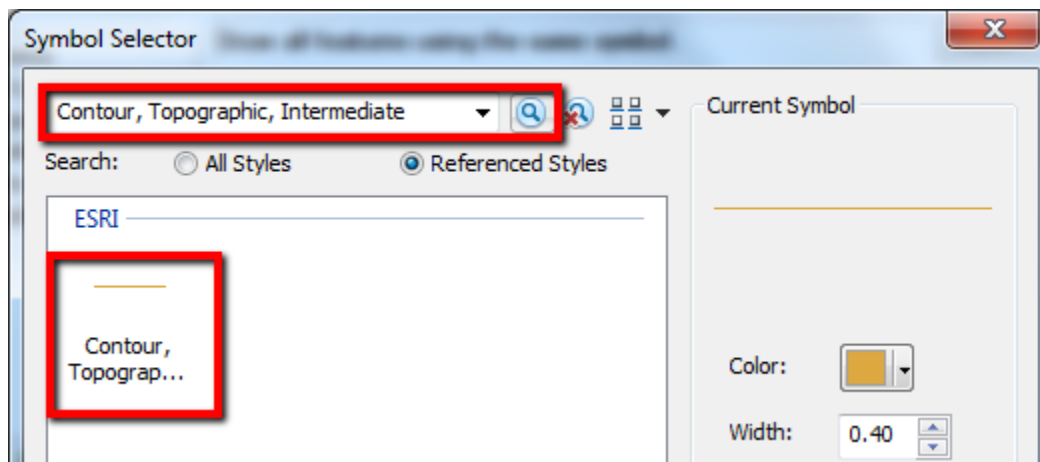 Symbol Selector
Contour, Topographic, Intermediate
Current Symbol
Search: All Styles Referenced Styles
ESRI
Contour,
Topograp...
Color:
Width: 0.40